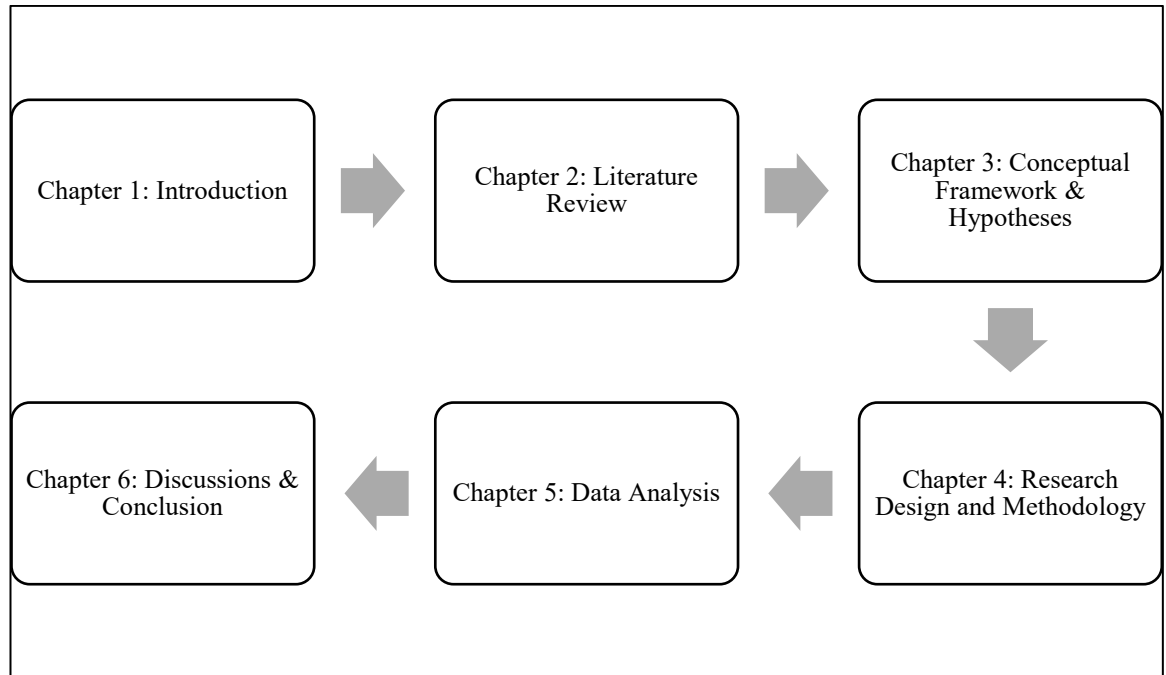 Chapter 1: Introduction
Chapter 2: Literature
Review
Chapter 3: Conceptual
Framework &
Hypotheses
Chapter 4: Research
Design and Methodology
Chapter 5: Data Analysis
Chapter 6: Discussions &
Conclusion